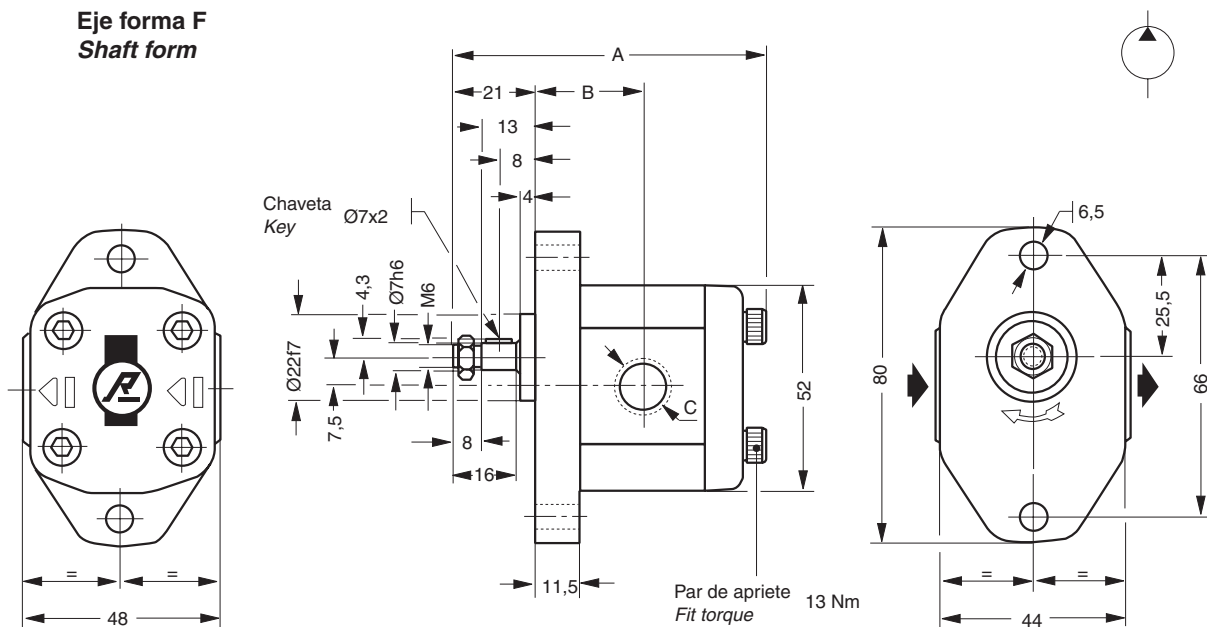 Eje forma F
Shaft form
A
21
B
13
8
4
Chaveta
Key
Ø7x2
4,3
Ø7h6
M6
Ø22f7
7,5
8
16
C
52
11,5
Par de apriete
Fit torque
13 Nm
=
=
48
6,5
25,5
66
80
=
=
44